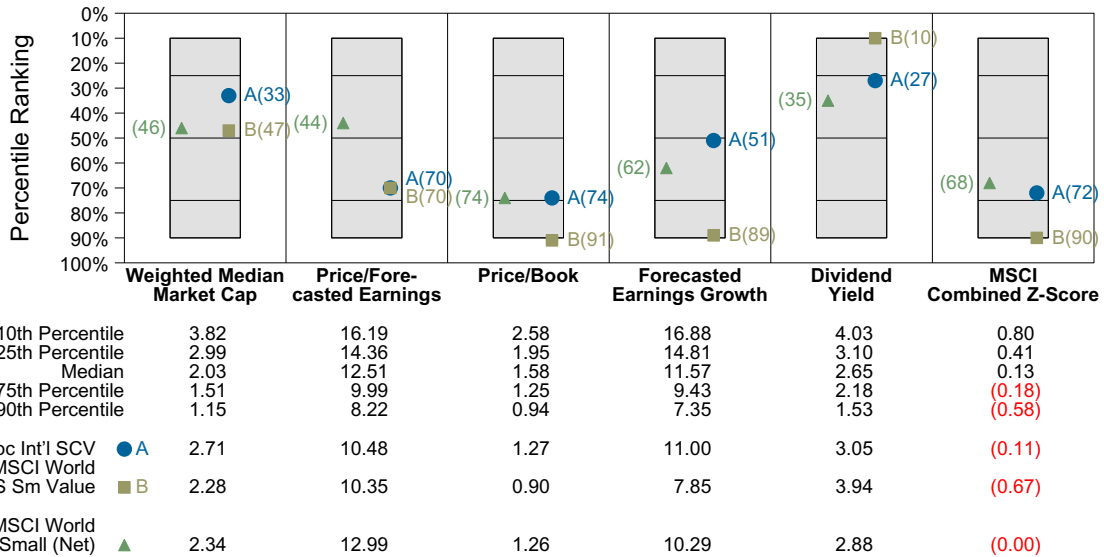 Percentile Ranking
0%
10%
20%
30%
40%
50%
60%
70%
80%
90%
100%
(46) A(33) B(47)
(44) A(70) B(70)
(74) A(74) B(91)
(62) A(51) B(89)
(35) B(10) A(27)
(68) A(72) B(90)
Weighted Median Price/Fore- Price/Book Forecasted Dividend MSCI
Market Cap casted Earnings Earnings Growth Yield Combined Z-Score
10th Percentile 3.82 16.19 2.58 16.88 4.03 0.80
25th Percentile 2.99 14.36 1.95 14.81 3.10 0.41
Median 2.03 12.51 1.58 11.57 2.65 0.13
75th Percentile 1.51 9.99 1.25 9.43 2.18 (0.18)
90th Percentile 1.15 8.22 0.94 7.35 1.53 (0.58)
Int'l SCV A 2.71 10.48 1.27 11.00 3.05 (0.11)
MSCI World
Sm Value B 2.28 10.35 0.90 7.85 3.94 (0.67)
MSCI World
Small (Net) 2.34 12.99 1.26 10.29 2.88 (0.00)